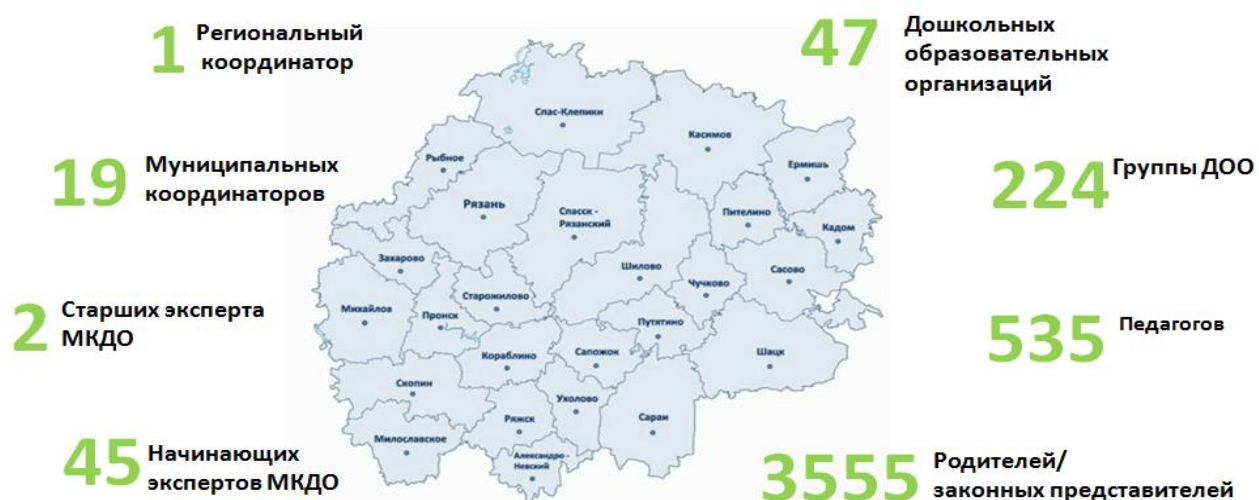 1
Региональный
координатор
19
Муниципальных
координаторов
2
Старших эксперта
МКДО
45
Начинающих
экспертов МКДО
Спас-Клепики
Касимов
Рыбное
Ермишь
Рязань
Спасск -
Рязанский
Пителино
Кадом
Захарово
Шилово
Сасово
Чучково
Старожилово
Михайлов
Пронск
Путятино
Кораблино
Сапожок
Шацк
Скопин
Ухолово
Ряжск
Сараи
Милославское
Александро -
Невский
47
Дошкольных
образовательных
организаций
224
Группы ДОО
535
Педагогов
3555
Родителей/
законных представителей